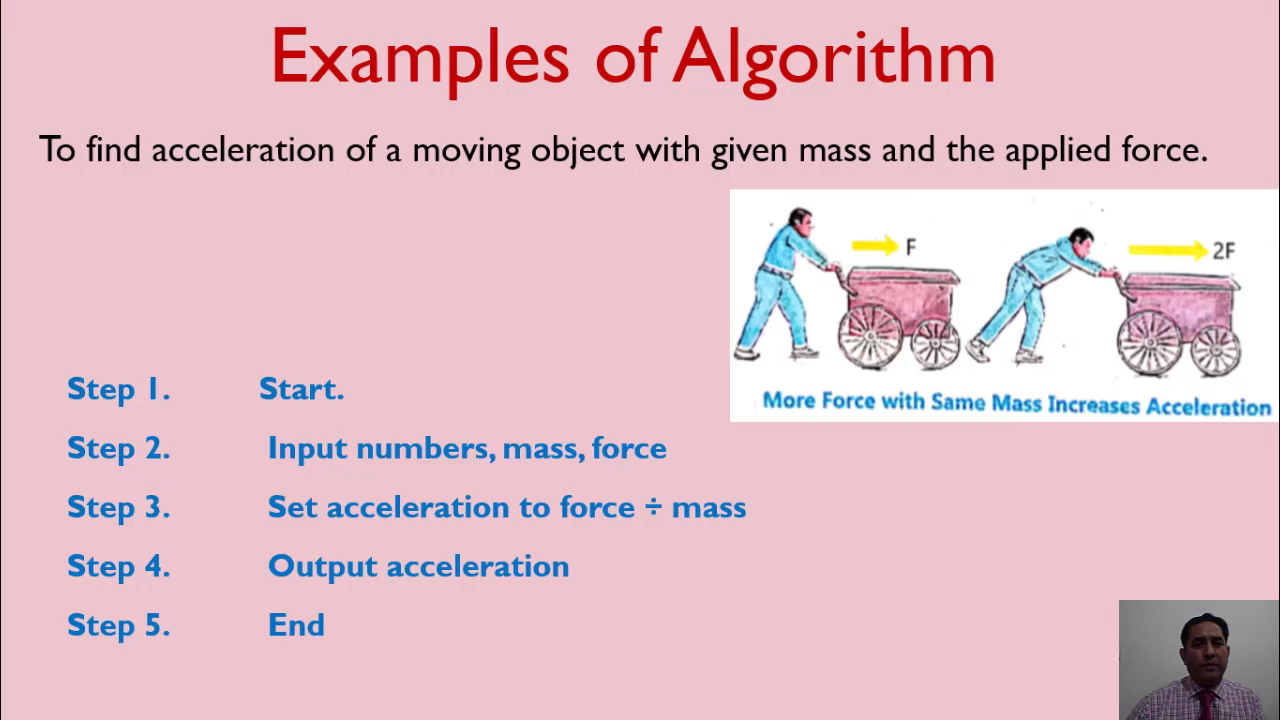 Examples of Algorithm
To find acceleration of a moving object with given mass and the applied force.
F
2F
More Force with Same Mass Increases Acceleration
Step 1. Start.
Step 2. Input numbers, mass, force
Step 3. Set acceleration to force ÷ mass
Step 4. Output acceleration
Step 5. End